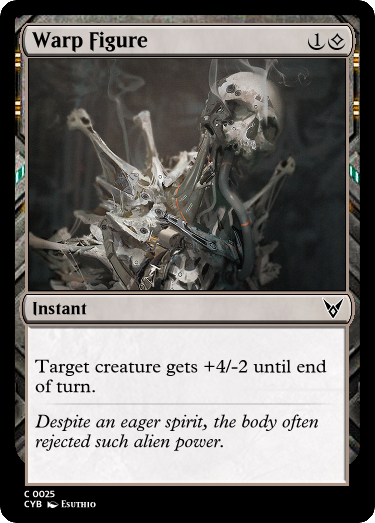 Warp Figure 1
Instant
Target creature gets +4/-2 until end
of turn.
Despite an eager spirit, the body often
rejected such alien power.
C 0025
CYB Esuthio